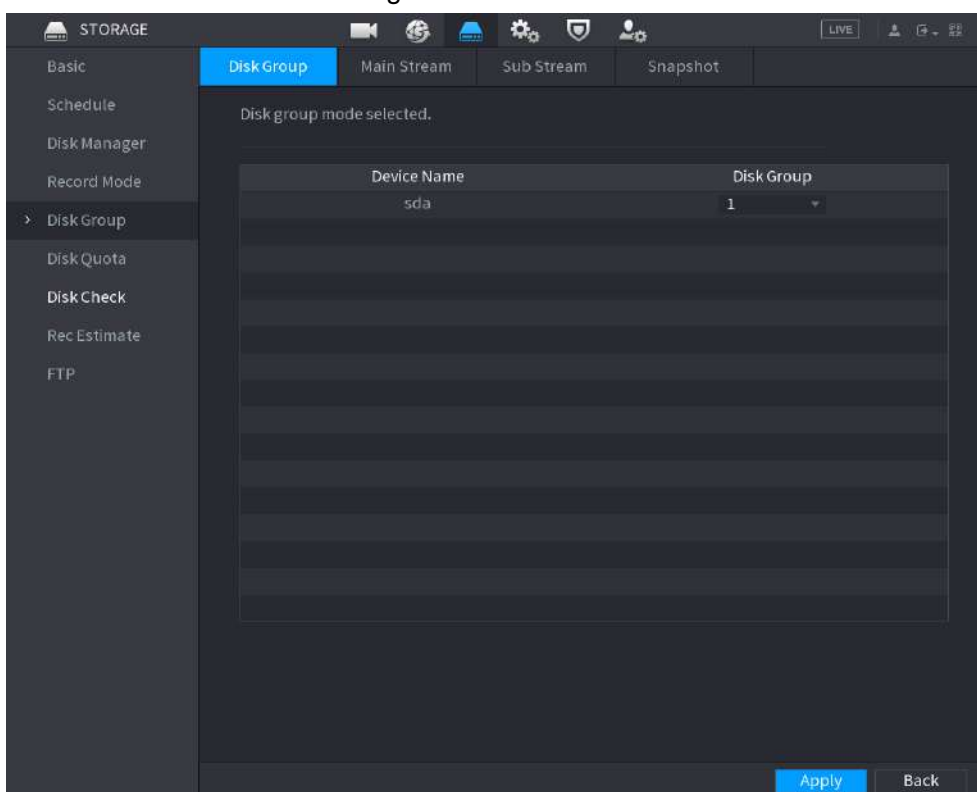 STORAGE LIVE
Basic
Disk Group Main Stream Sub Stream Snapshot
Schedule
Disk group mode selected.
Disk Manager
Record Mode
Device Name Disk Group
sda 1
Disk Group
Disk Quota
Disk Check
Rec Estimate
FTP
Apply Back